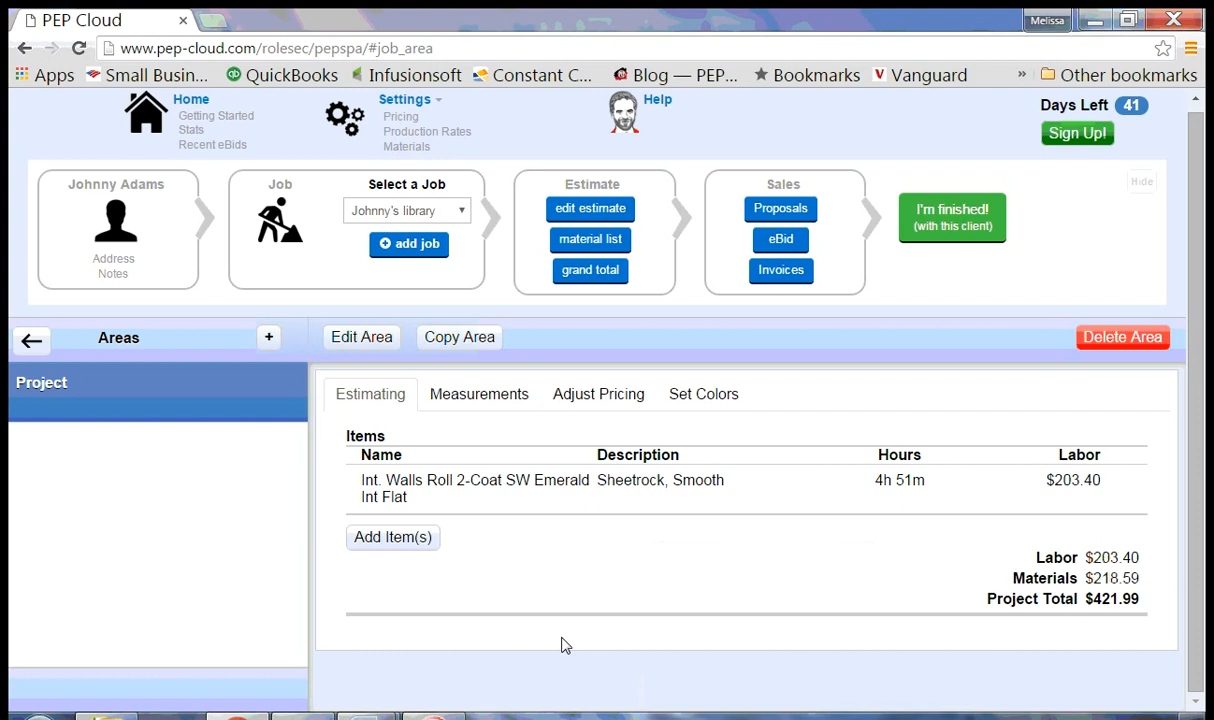 PEP Cloud
Melissa
www.pep-cloud.com/rolesec/pepspa/#job_area
Apps Small Busin... QuickBooks Infusionsoft Constant C... Blog — PEP... Bookmarks Vanguard » Other bookmarks
Home
Getting Started
Stats
Recent eBids
Settings
Pricing
Production Rates
Materials
Help
Days Left 41
Sign Up!
Johnny Adams
Address
Notes
Job
Select a Job
Johnny's library
add job
Estimate
edit estimate
material list
grand total
Sales
Proposals
eBid
Invoices
I'm finished!
(with this client)
Hide
Areas +
Edit Area Copy Area Delete Area
Project
Estimating Measurements Adjust Pricing Set Colors
Items
Name Description Hours Labor
Int. Walls Roll 2-Coat SW Emerald Sheetrock, Smooth 4h 51m $203.40
Int Flat
Add Item(s)
Labor $203.40
Materials $218.59
Project Total $421.99